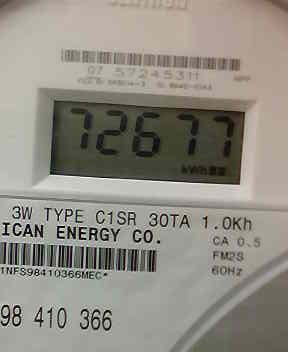 07 57245311
72677
kWh
3W TYPE C1SR 30TA 1.0Kh
ICAN ENERGY CO.
CA 0.5
FM2S
60Hz
1NFS98410366MEC*
98 410 366